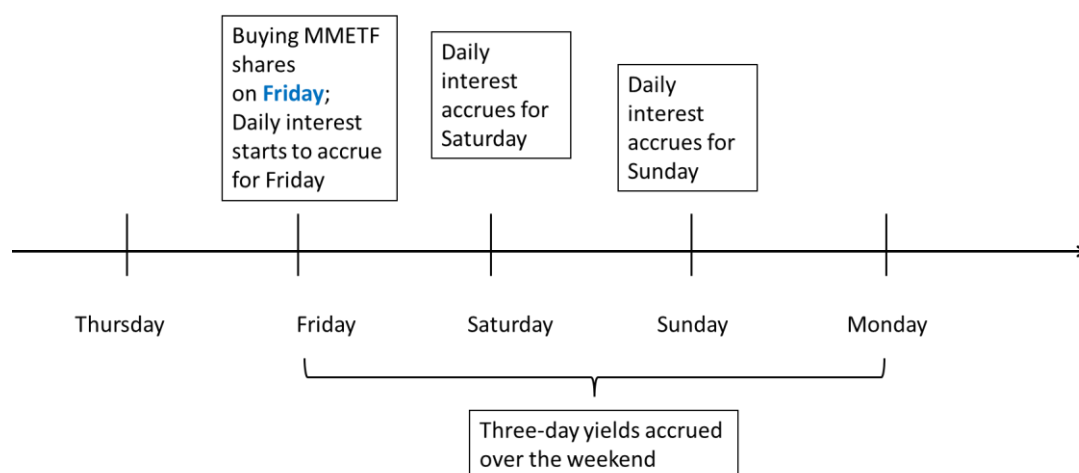 Buying MMETF
shares
on Friday;
Daily interest
starts to accrue
for Friday
Daily
interest
accrues for
Saturday
Daily
interest
accrues for
Sunday
Thursday
Friday
Saturday
Sunday
Monday
Three-day yields accrued
over the weekend